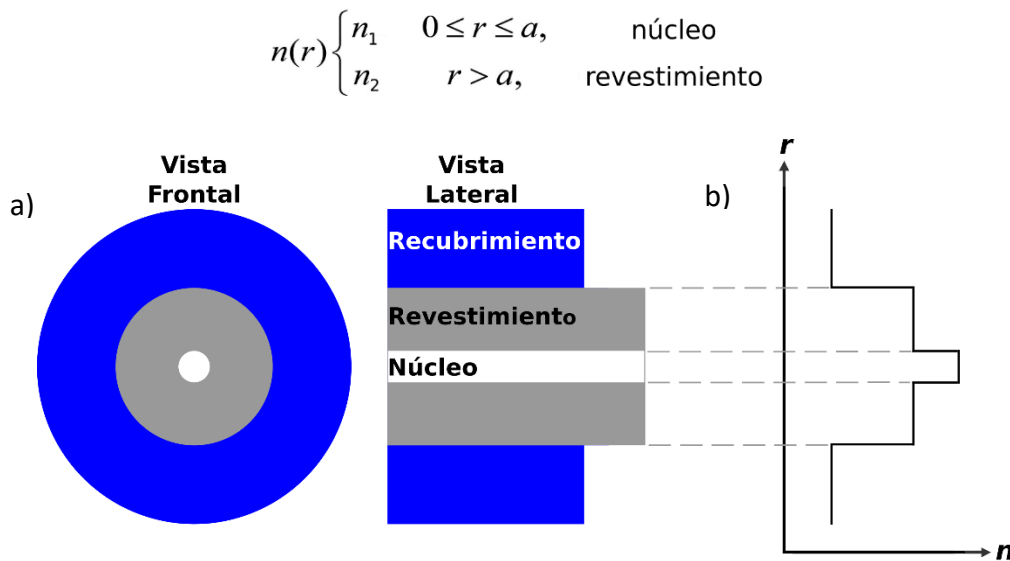 n(r) { n₁ 0 ≤ r ≤ a, núcleo
n₂ r > a, revestimiento
a)
Vista
Frontal
Vista
Lateral
Recubrimiento
Revestimiento
Núcleo
b)
r
n